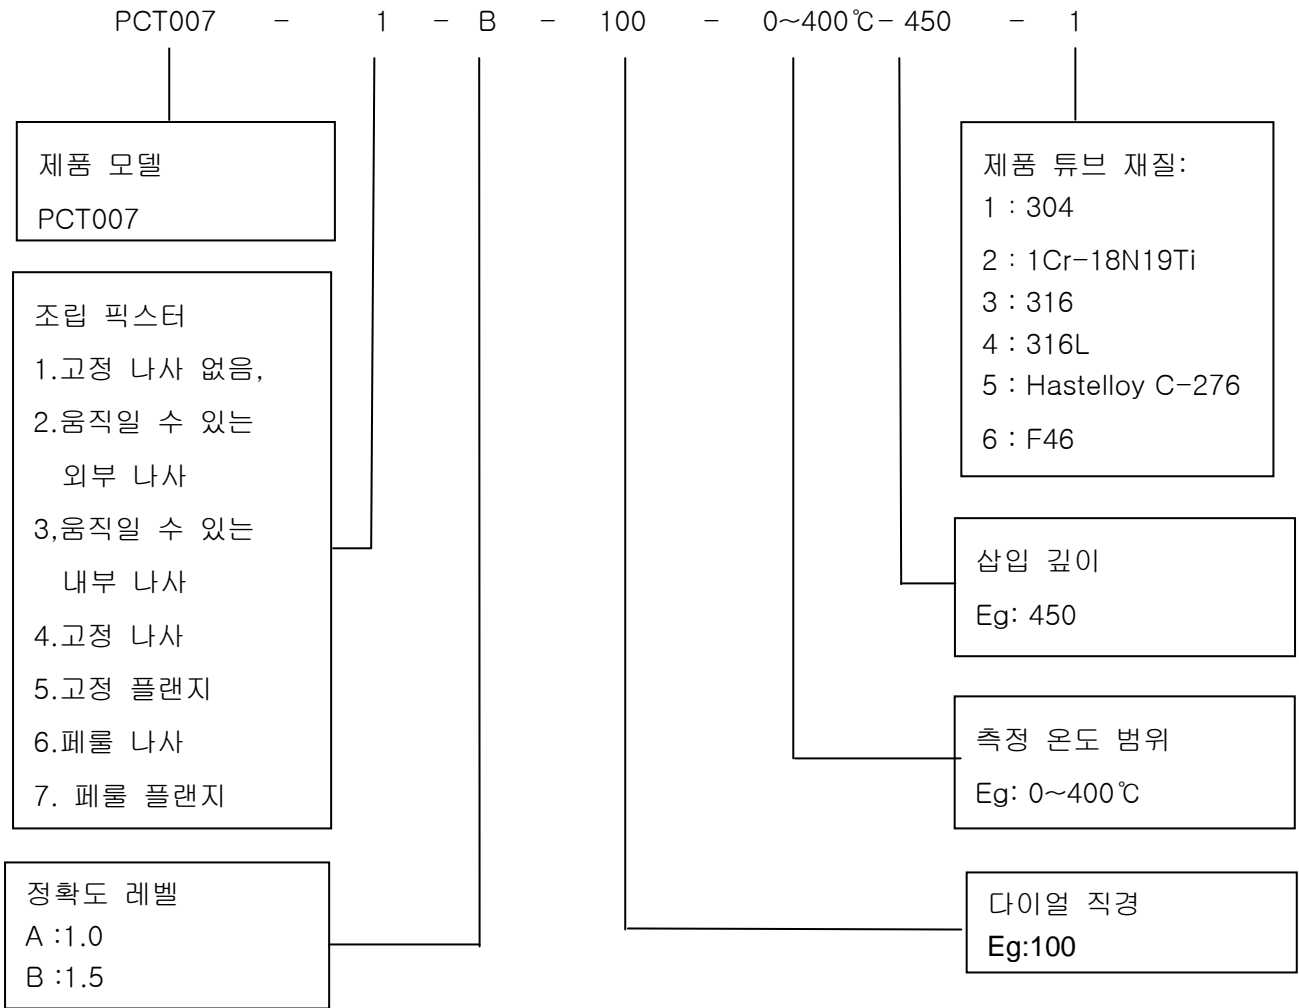 PCT007 - 1 - B - 100 - 0~400℃- 450 - 1
제품 모델
PCT007
조립 픽스터
1.고정 나사 없음,
2.움직일 수 있는
외부 나사
3,움직일 수 있는
내부 나사
4.고정 나사
5.고정 플랜지
6.페룰 나사
7. 페룰 플랜지
정확도 레벨
A :1.0
B :1.5
제품 튜브 재질:
1 : 304
2 : 1Cr-18N19Ti
3 : 316
4 : 316L
5 : Hastelloy C-276
6 : F46
삽입 깊이
Eg: 450
측정 온도 범위
Eg: 0~400℃
다이얼 직경
Eg:100